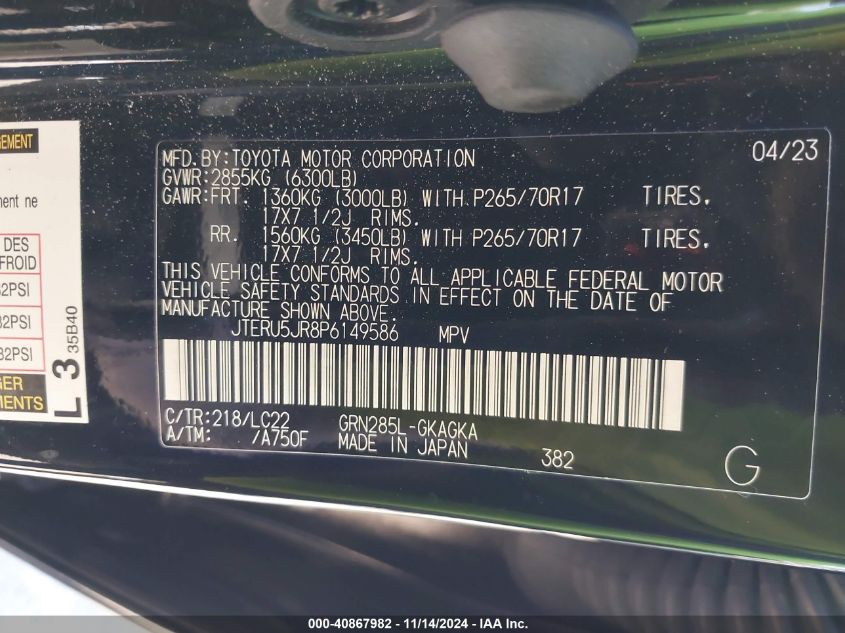 GEMENT
ment ne
DES
FROID
32PSI
32PSI
32PSI
GER
MENTS
L 3 35B40
04/23
MFD. BY: TOYOTA MOTOR CORPORATION
GVWR: 2855KG (6300LB)
GAWR: FRT. 1360KG (3000LB) WITH P265/70R17 TIRES.
17X7 1/2J RIMS.
RR. 1560KG (3450LB) WITH P265/70R17 TIRES.
17X7 1/2J RIMS.
THIS VEHICLE CONFORMS TO ALL APPLICABLE FEDERAL MOTOR
VEHICLE SAFETY STANDARDS IN EFFECT ON THE DATE OF
MANUFACTURE SHOWN ABOVE.
JTERU5JR8P6149586 MPV
C/TR: 218/LC22 GRN285L-GKAGKA
A/TM: /A750F MADE IN JAPAN
382
G
000-40867982 - 11/14/2024 - IAA Inc.